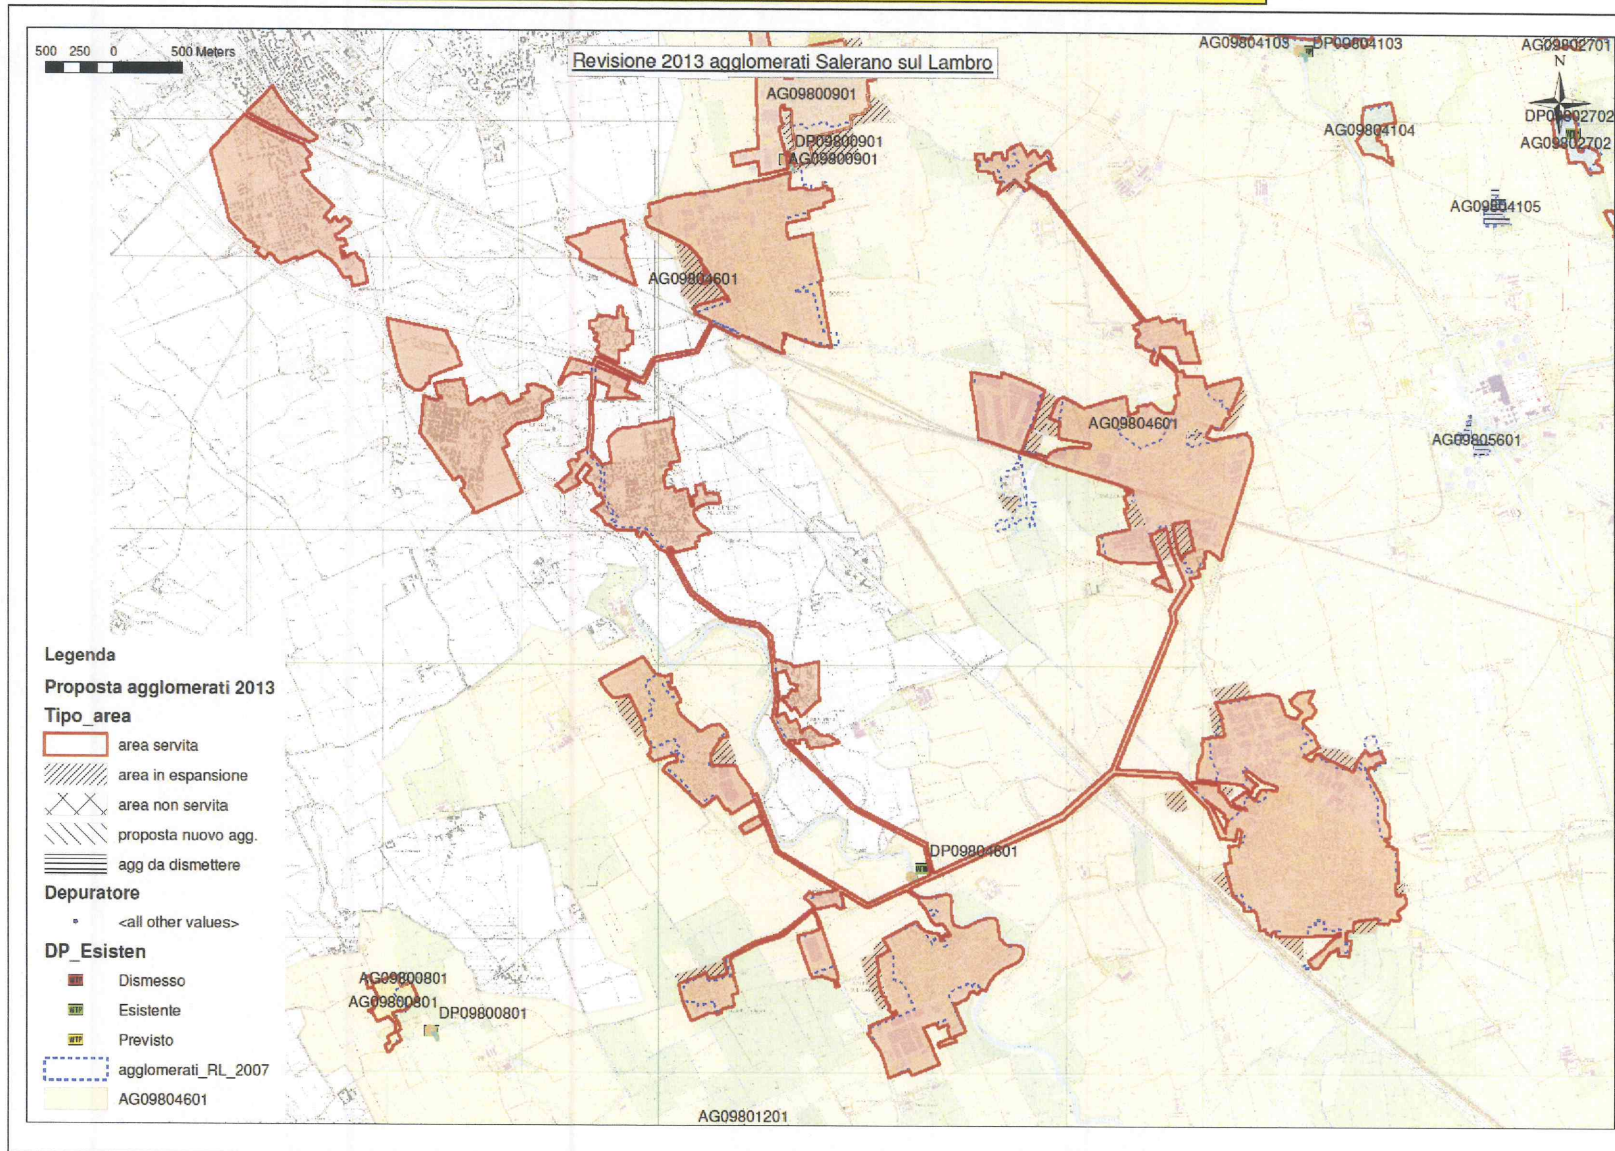 500 250 0 500 Meters
Revisione 2013 agglomerati Salerano sul Lambro
AG09804103
DP09804103
AG09802701
N
AG09800901
DP09802702
AG09804104
AG09802702
DP09800901
AG09800901
AG09804105
AG09804601
AG09804601
AG09805601
Legenda
Proposta agglomerati 2013
Tipo_area
area servita
area in espansione
area non servita
proposta nuovo agg.
agg da dismettere
Depuratore
<all other values>
DP_Esisten
WTP Dismesso
WTP Esistente
WTP Previsto
agglomerati_RL_2007
AG09804601
DP09804601
AG09800801
AG09800801
DP09800801
AG09801201